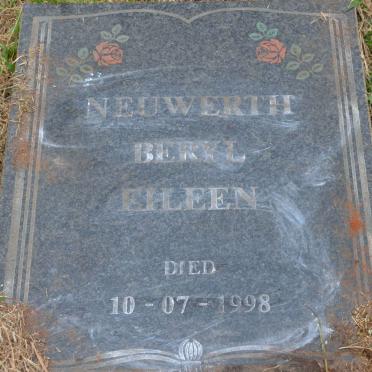 NEUWERTH
BERYL
EILEEN
DIED
10 - 07 - 1998